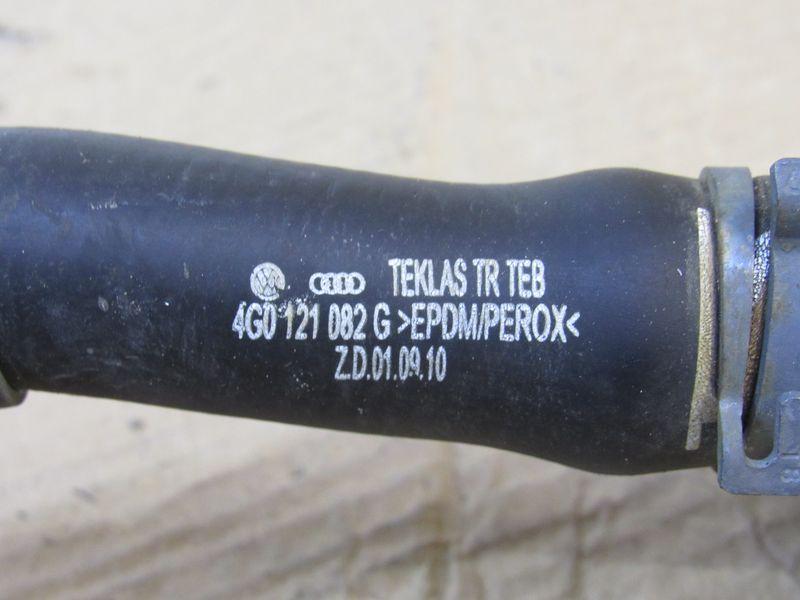 TEKLAS TR TEB
4G0 121 082 G >EPDM/PEROX<
Z.D.01.09.10